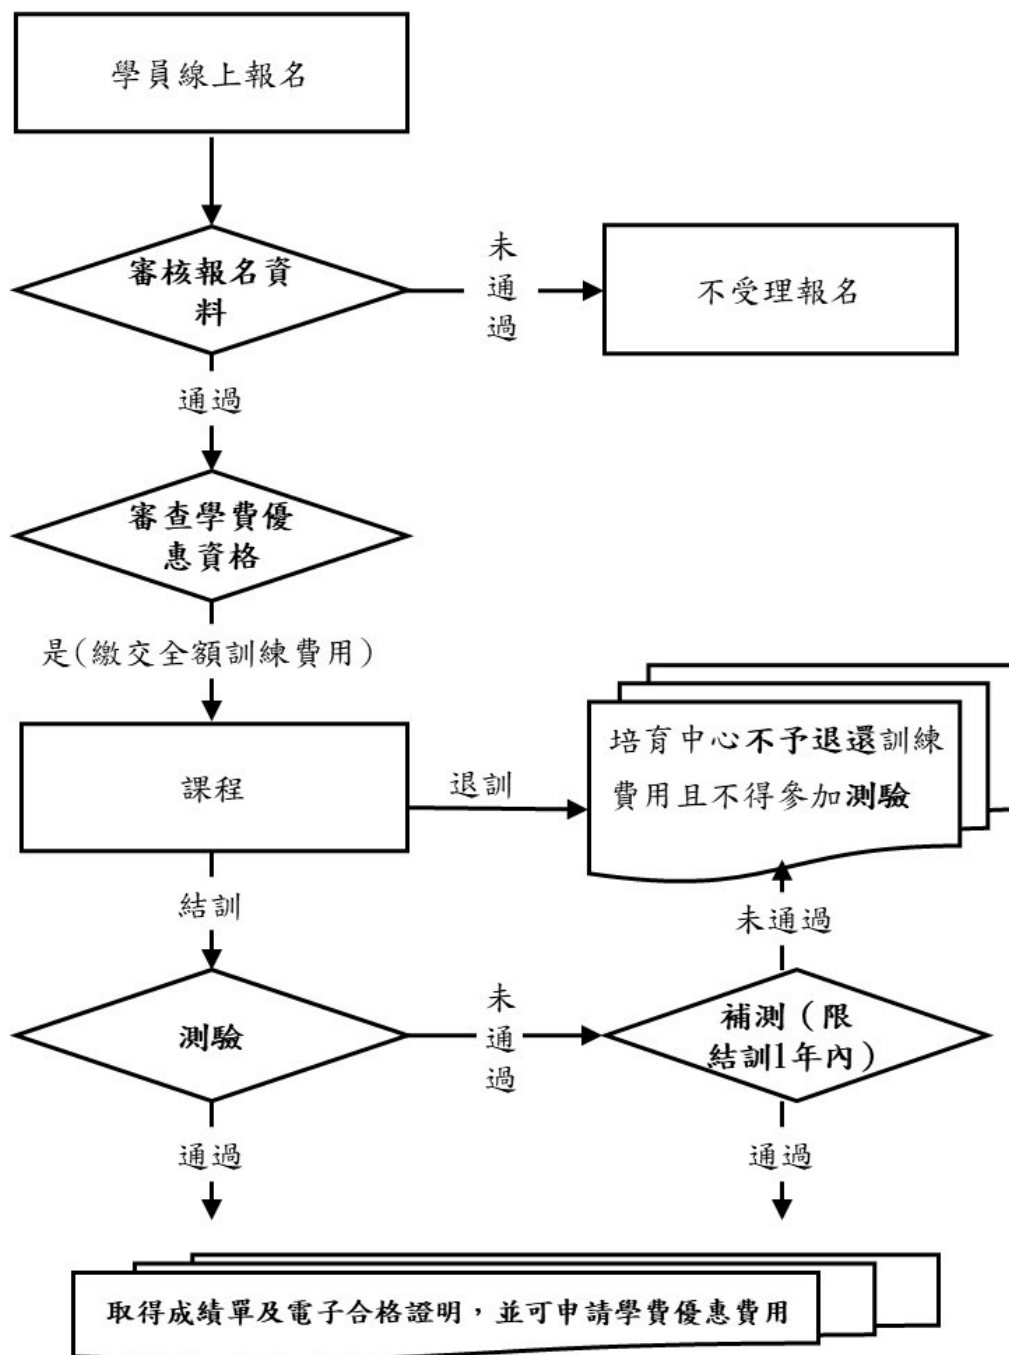 學員線上報名
審核報名資
料
未
通
過
不受理報名
通過
審查學費優
惠資格
是(繳交全額訓練費用)
課程
退訓
培育中心不予退還訓練
費用且不得參加測驗
結訓
未通過
測驗
未
通
過
補測（限
結訓1年內）
通過
通過
取得成績單及電子合格證明，並可申請學費優惠費用